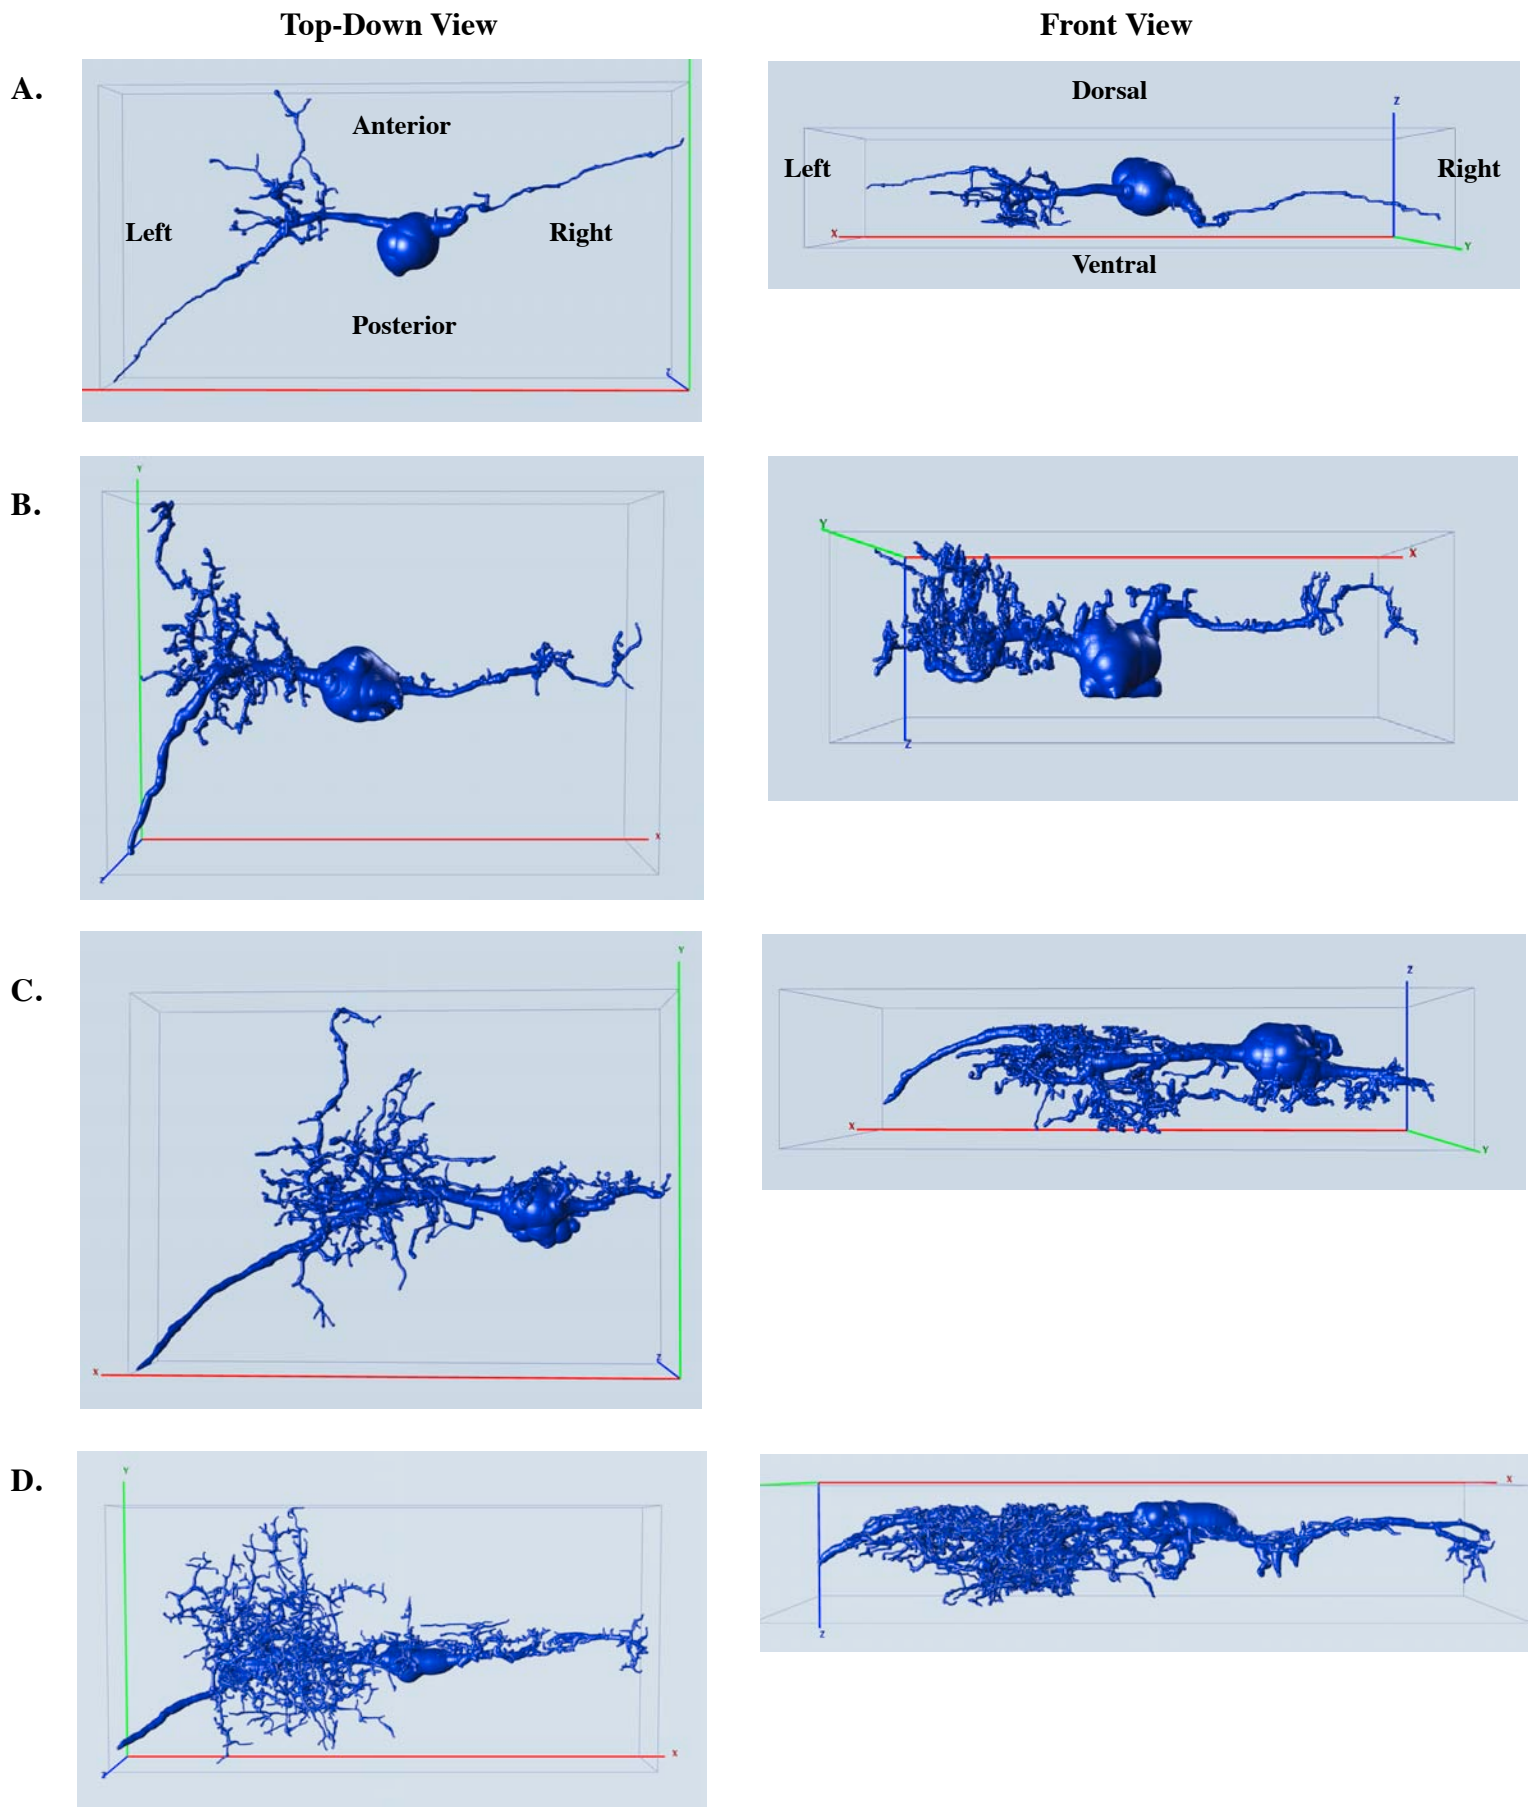 Top-Down View
Front View
A.
Anterior
Left
Right
Posterior
Z
Dorsal
Z
Left
Right
X
Y
Ventral
B.
Y
X
Z
Y
X
Z
C.
Y
Z
X
Z
X
Y
D.
Y
X
Z
X
Z